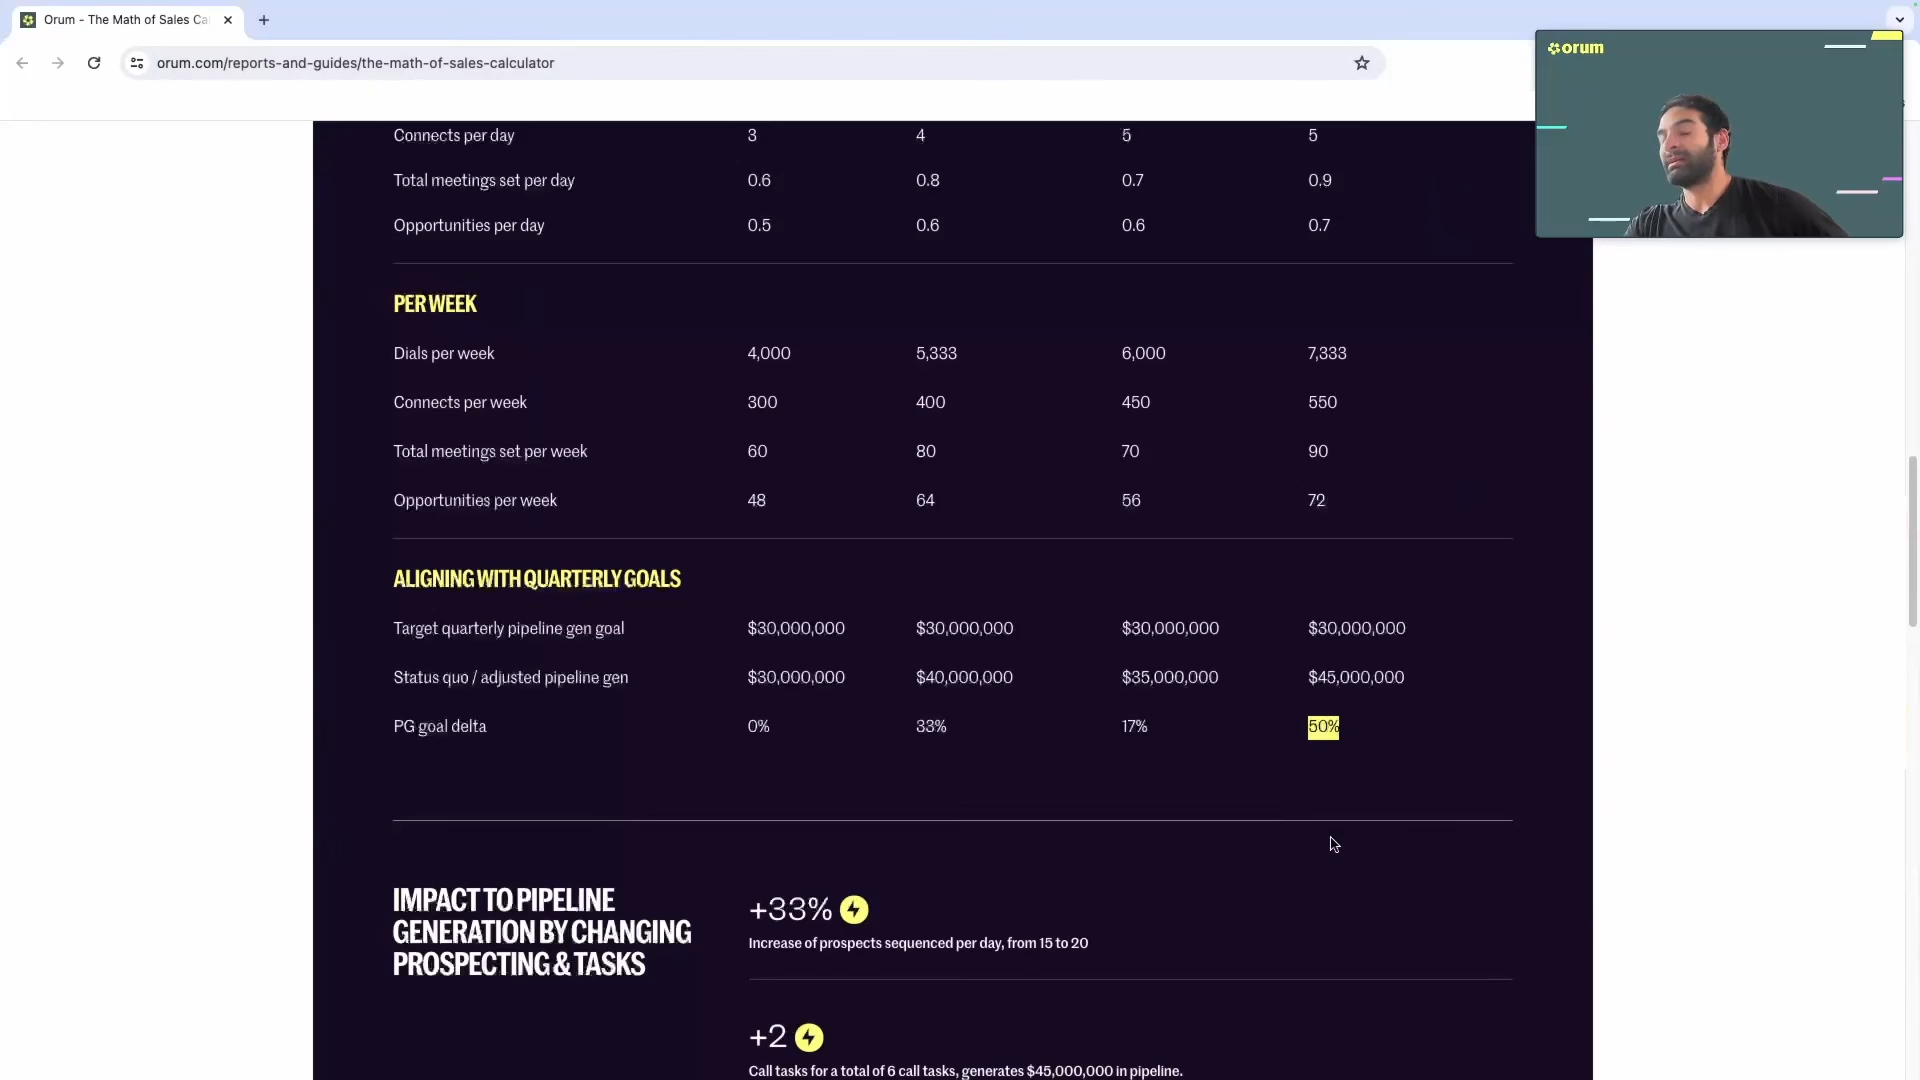 Orum - The Math of Sales Ca
orum.com/reports-and-guides/the-math-of-sales-calculator
orum
Connects per day 3 4 5 5
Total meetings set per day 0.6 0.8 0.7 0.9
Opportunities per day 0.5 0.6 0.6 0.7
PER WEEK
Dials per week 4,000 5,333 6,000 7,333
Connects per week 300 400 450 550
Total meetings set per week 60 80 70 90
Opportunities per week 48 64 56 72
ALIGNING WITH QUARTERLY GOALS
Target quarterly pipeline gen goal $30,000,000 $30,000,000 $30,000,000 $30,000,000
Status quo / adjusted pipeline gen $30,000,000 $40,000,000 $35,000,000 $45,000,000
PG goal delta 0% 33% 17% 50%
IMPACT TO PIPELINE
GENERATION BY CHANGING
PROSPECTING & TASKS
+33%
Increase of prospects sequenced per day, from 15 to 20
+2
Call tasks for a total of 6 call tasks, generates $45,000,000 in pipeline.